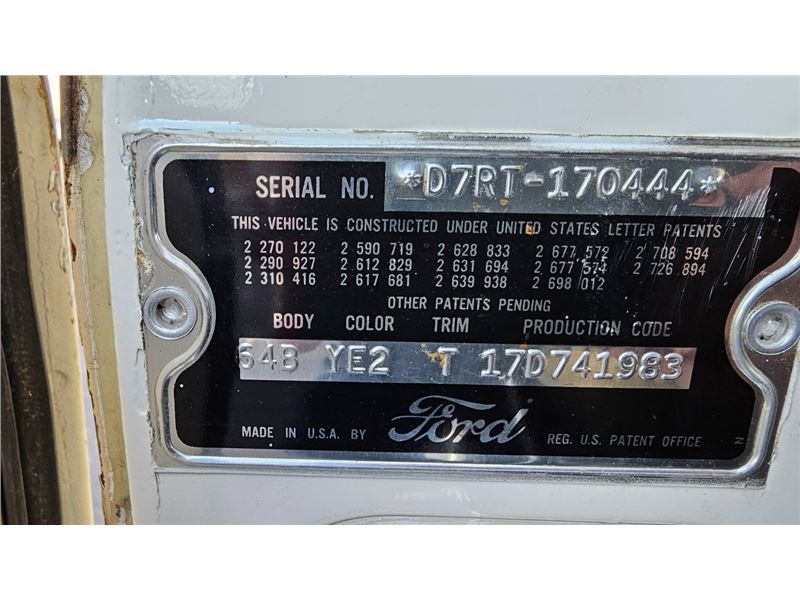 SERIAL NO. *D7RT-170444*
THIS VEHICLE IS CONSTRUCTED UNDER UNITED STATES LETTER PATENTS
2 270 122 2 590 719 2 628 833 2 677 572 2 708 594
2 290 927 2 612 829 2 631 694 2 677 574 2 726 894
2 310 416 2 617 681 2 639 938 2 698 012
OTHER PATENTS PENDING
BODY COLOR TRIM PRODUCTION CODE
64B YE2 T 17D741983
MADE IN U.S.A. BY Ford REG. U.S. PATENT OFFICE N